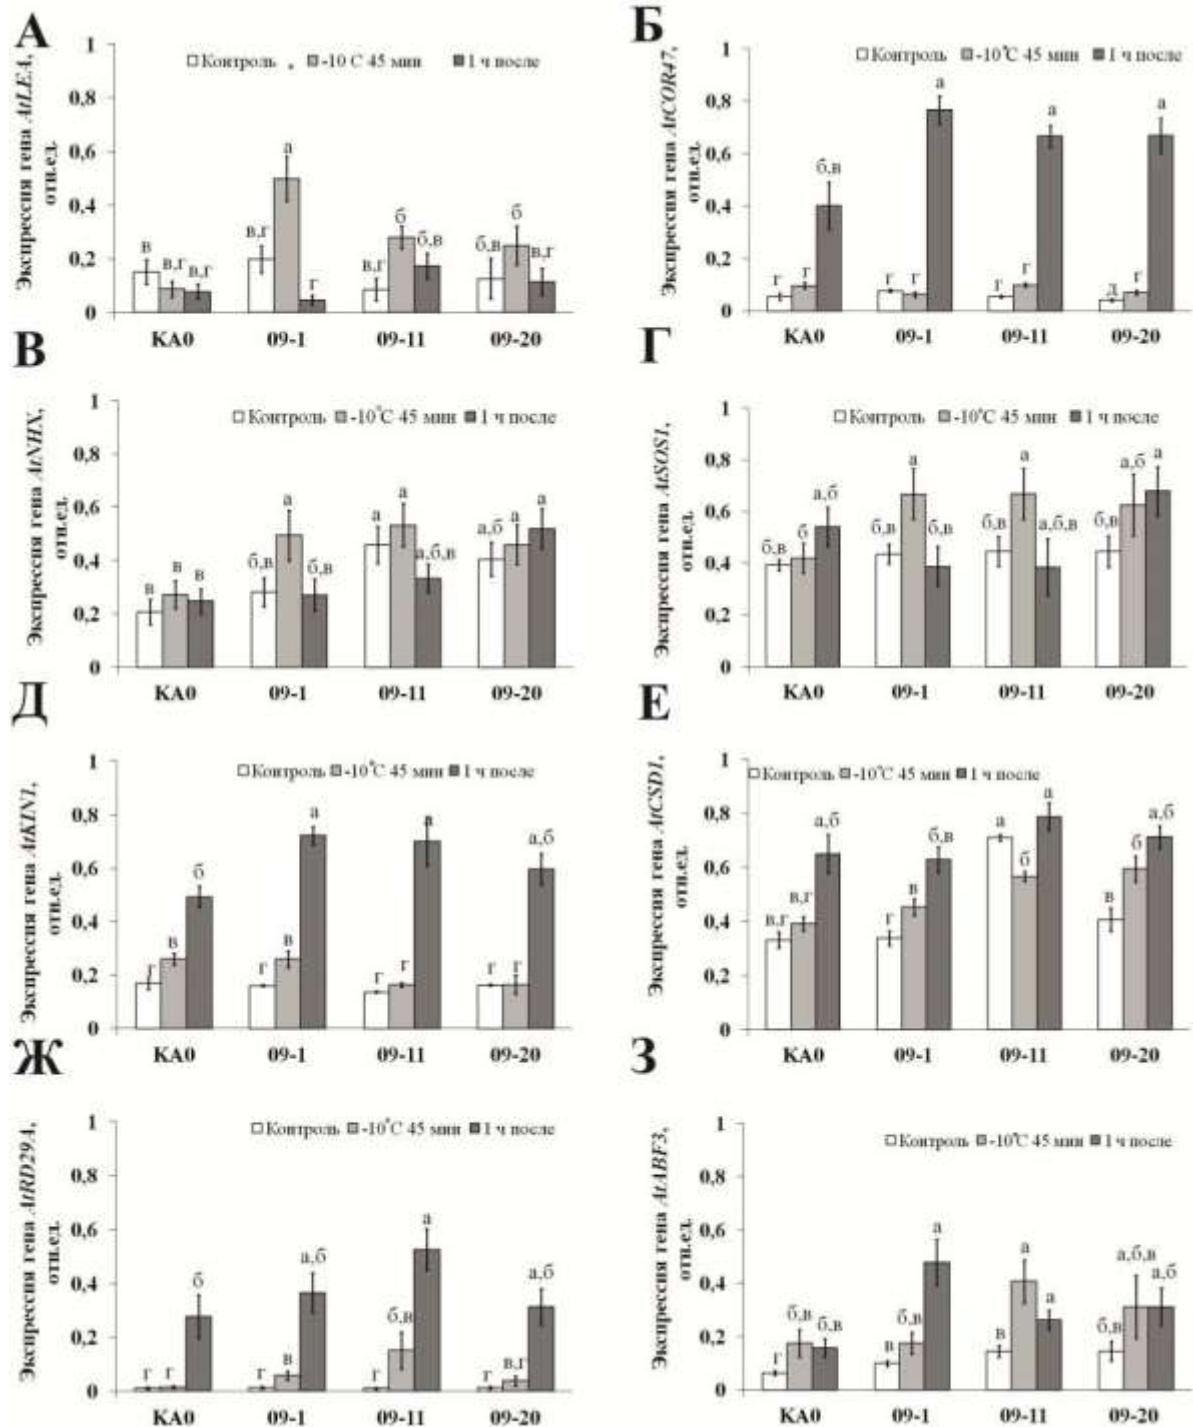 А
Экспрессия гена AtLEA,
отн.ед.
Контроль -10 С 45 мин 1 ч после
1
0,8
0,6
0,4
0,2
0
в в,г в,г
в,г а г
в,г б б,в
б,в б в,г
KA0 09-1 09-11 09-20
Б
Экспрессия гена AtCOR47,
отн.ед.
Контроль -10°С 45 мин 1 ч после
1
0,8
0,6
0,4
0,2
0
г г б,в
г г а
г г а
д г а
KA0 09-1 09-11 09-20
В
Экспрессия гена AtNHX,
отн.ед.
Контроль -10°С 45 мин 1 ч после
1
0,8
0,6
0,4
0,2
0
в в в
б,в а б,в
а а а,б,в
а,б а а
KA0 09-1 09-11 09-20
Г
Экспрессия гена AtSOS1,
отн.ед.
Контроль -10°С 45 мин 1 ч после
1
0,8
0,6
0,4
0,2
0
б,в б а,б
б,в а б,в
б,в а а,б,в
б,в а,б а
KA0 09-1 09-11 09-20
Д
Экспрессия гена AtKIN1,
отн.ед.
Контроль -10°С 45 мин 1 ч после
1
0,8
0,6
0,4
0,2
0
г в б
г в а
г г а
г г а,б
KA0 09-1 09-11 09-20
Е
Экспрессия гена AtCSD1,
отн.ед.
Контроль -10°С 45 мин 1 ч после
1
0,8
0,6
0,4
0,2
0
в,г в,г а,б
г в б,в
а б а
в б а,б
KA0 09-1 09-11 09-20
Ж
Экспрессия гена AtRD29A,
отн.ед.
Контроль -10°С 45 мин 1 ч после
1
0,8
0,6
0,4
0,2
0
г г б
г в а,б
г б,в а
г в,г а,б
KA0 09-1 09-11 09-20
З
Экспрессия гена AtABF3,
отн.ед.
Контроль -10°С 45 мин 1 ч после
1
0,8
0,6
0,4
0,2
0
г б,в б,в
в б,в а
в а а
б,в а,б,в а,б
KA0 09-1 09-11 09-20